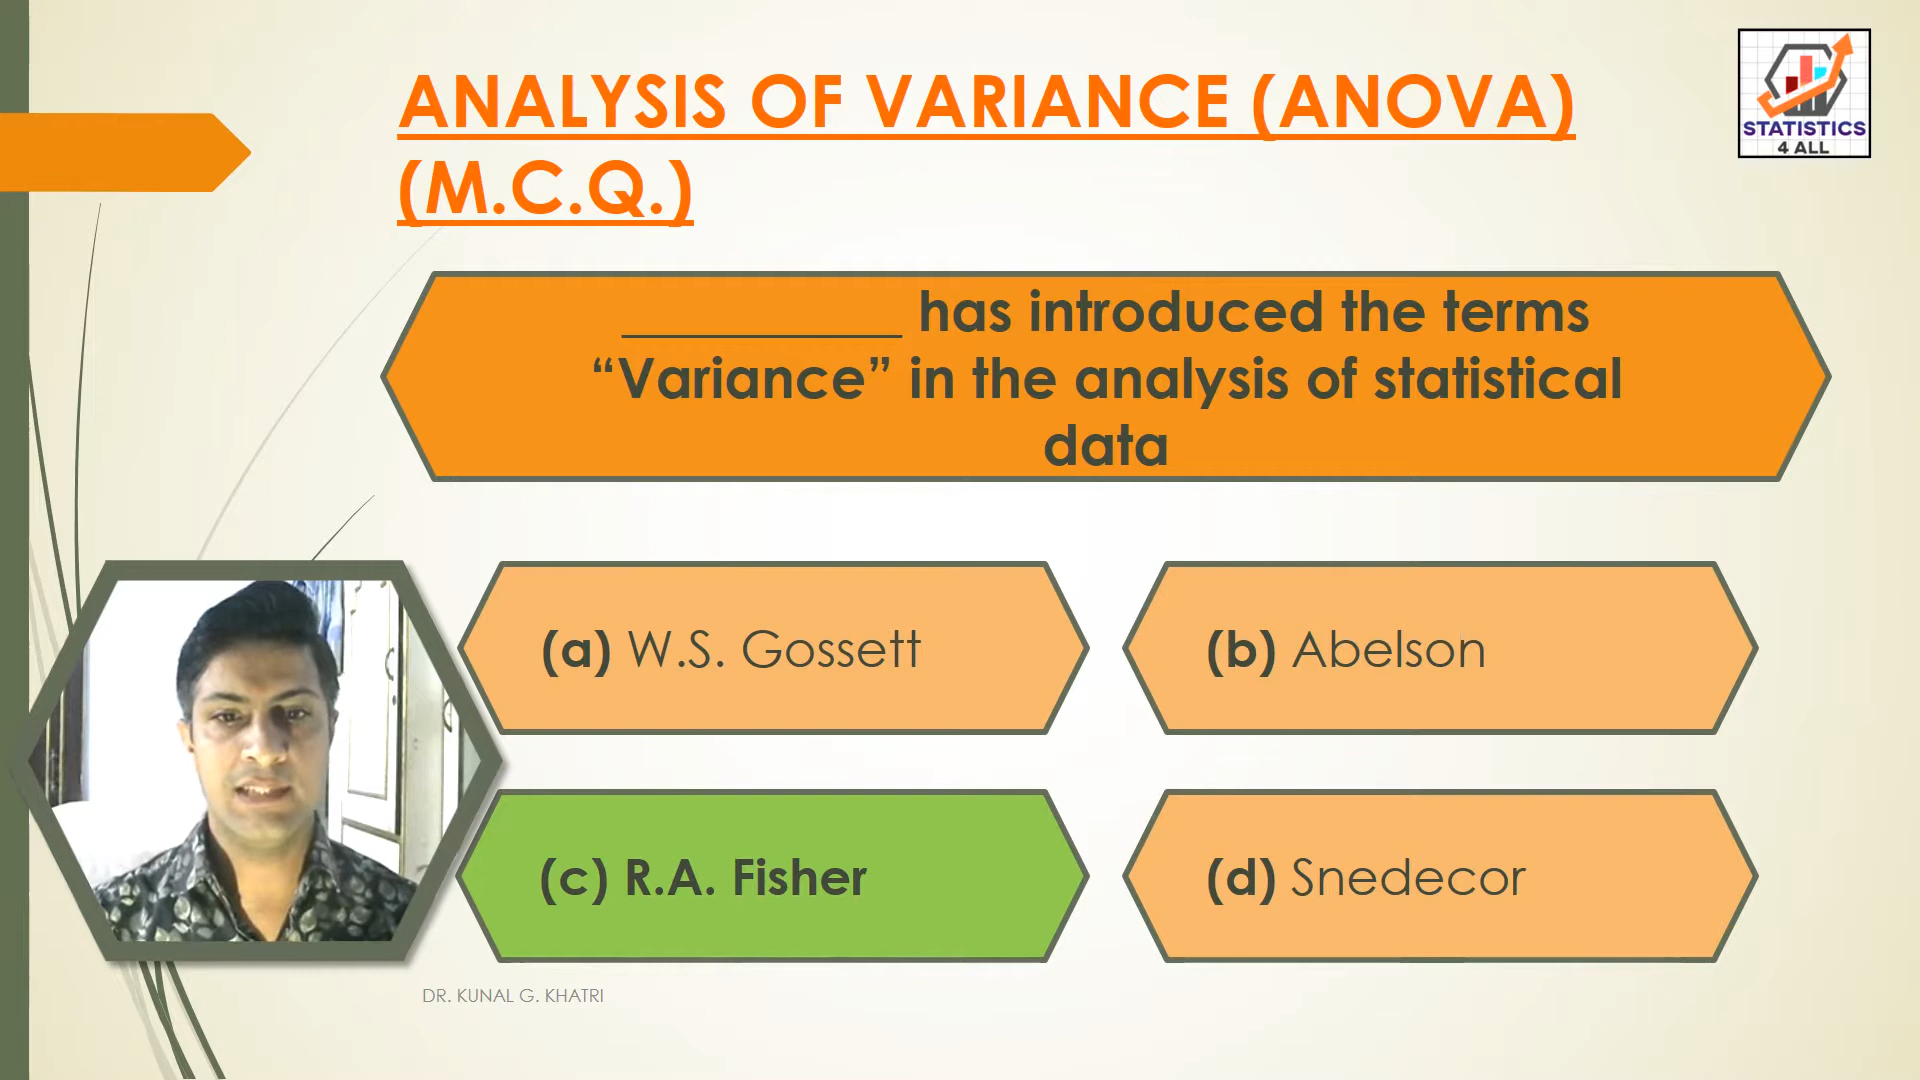 ANALYSIS OF VARIANCE (ANOVA)
(M.C.Q.)
STATISTICS
4 ALL
__________ has introduced the terms
“Variance” in the analysis of statistical
data
(a) W.S. Gossett
(b) Abelson
(c) R.A. Fisher
(d) Snedecor
DR. KUNAL G. KHATRI